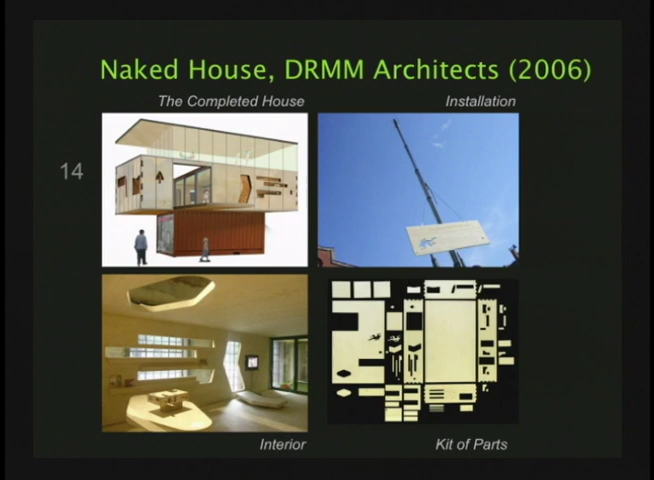 Naked House, DRMM Architects (2006)
The Completed House
Installation
14
Interior
Kit of Parts